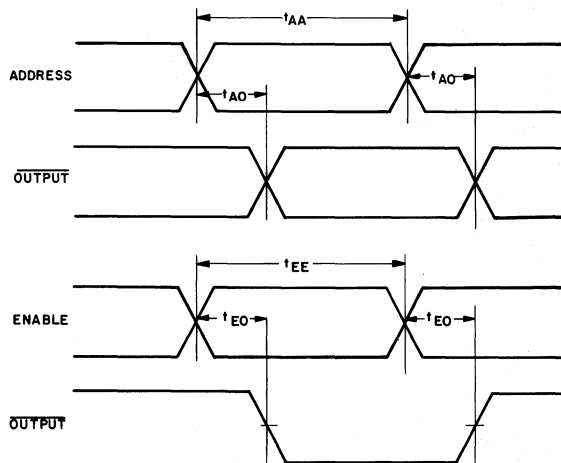 tAA
ADDRESS
tAO
tAO
OUTPUT
tEE
ENABLE
tEO
tEO
OUTPUT